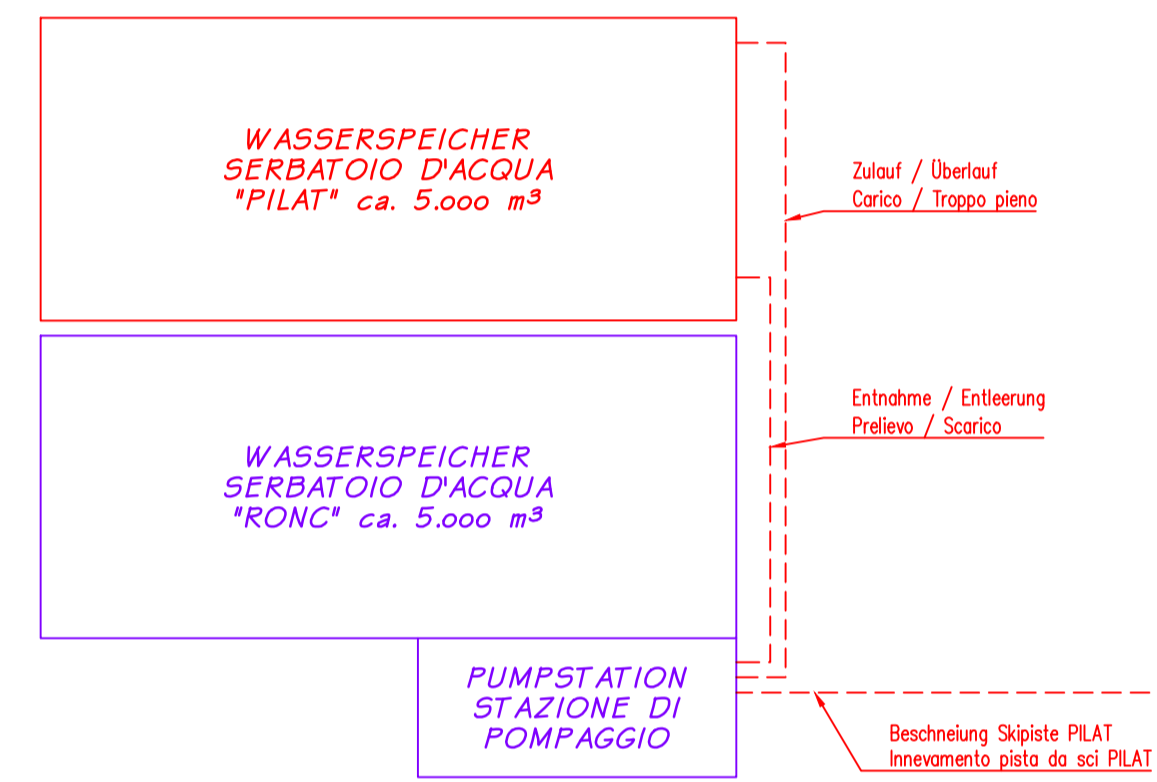 WASSERSPEICHER
SERBATOIO D'ACQUA
"PILAT" ca. 5.000 m³
Zulauf / Überlauf
Carico / Troppo pieno
Entnahme / Entleerung
Prelievo / Scarico
WASSERSPEICHER
SERBATOIO D'ACQUA
"RONC" ca. 5.000 m³
PUMPSTATION
STAZIONE DI
POMPAGGIO
Beschneiung Skipiste PILAT
Innevamento pista da sci PILAT